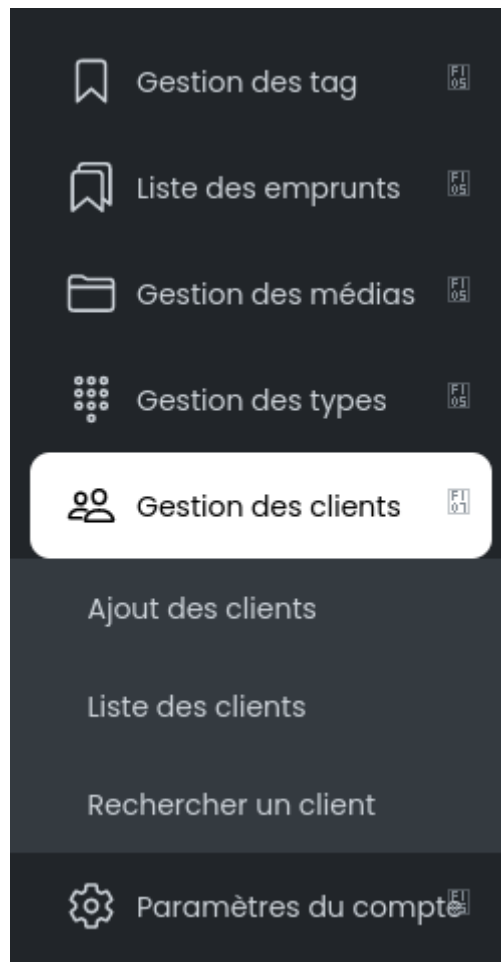 Gestion des tag
Liste des emprunts
Gestion des médias
Gestion des types
Gestion des clients
Ajout des clients
Liste des clients
Rechercher un client
Paramètres du compte